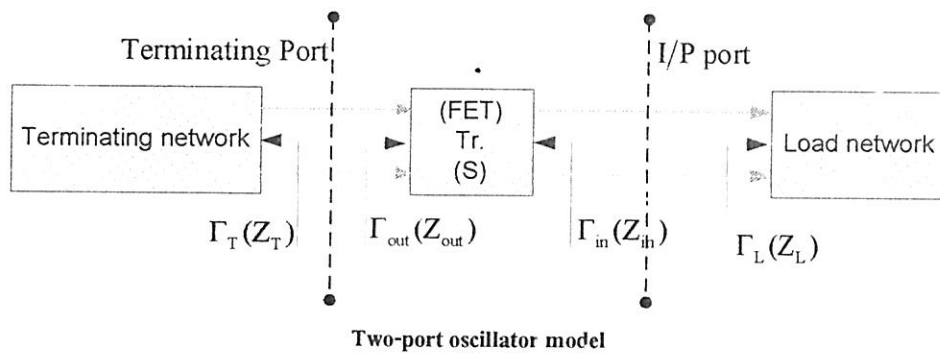 Terminating Port
I/P port
Terminating network
(FET)
Tr.
(S)
Load network
Γ_T(Z_T)
Γ_out(Z_out)
Γ_in(Z_in)
Γ_L(Z_L)
Two-port oscillator model